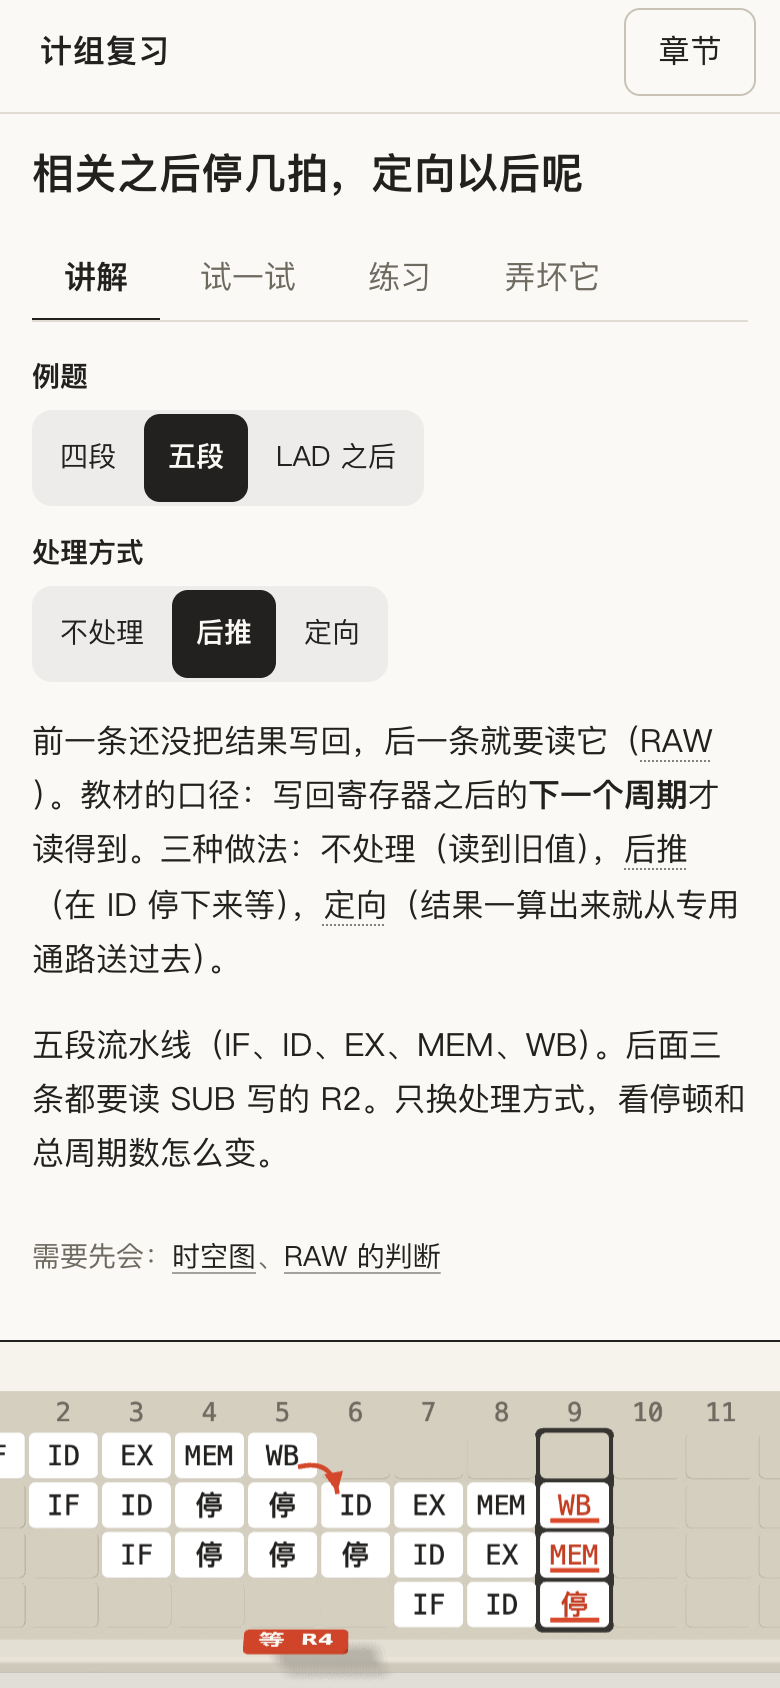 计组复习
章节
相关之后停几拍，定向以后呢
讲解 试一试 练习 弄坏它
例题
四段 五段 LAD 之后
处理方式
不处理 后推 定向
前一条还没把结果写回，后一条就要读它（RAW
）。教材的口径：写回寄存器之后的下一个周期才
读得到。三种做法：不处理（读到旧值），后推
（在 ID 停下来等），定向（结果一算出来就从专用
通路送过去）。
五段流水线（IF、ID、EX、MEM、WB）。后面三
条都要读 SUB 写的 R2。只换处理方式，看停顿和
总周期数怎么变。
需要先会：时空图、RAW 的判断
2 3 4 5 6 7 8 9 10 11
ID EX MEM WB
IF ID 停 停 ID EX MEM WB
IF 停 停 停 ID EX MEM
IF ID 停
等 R4